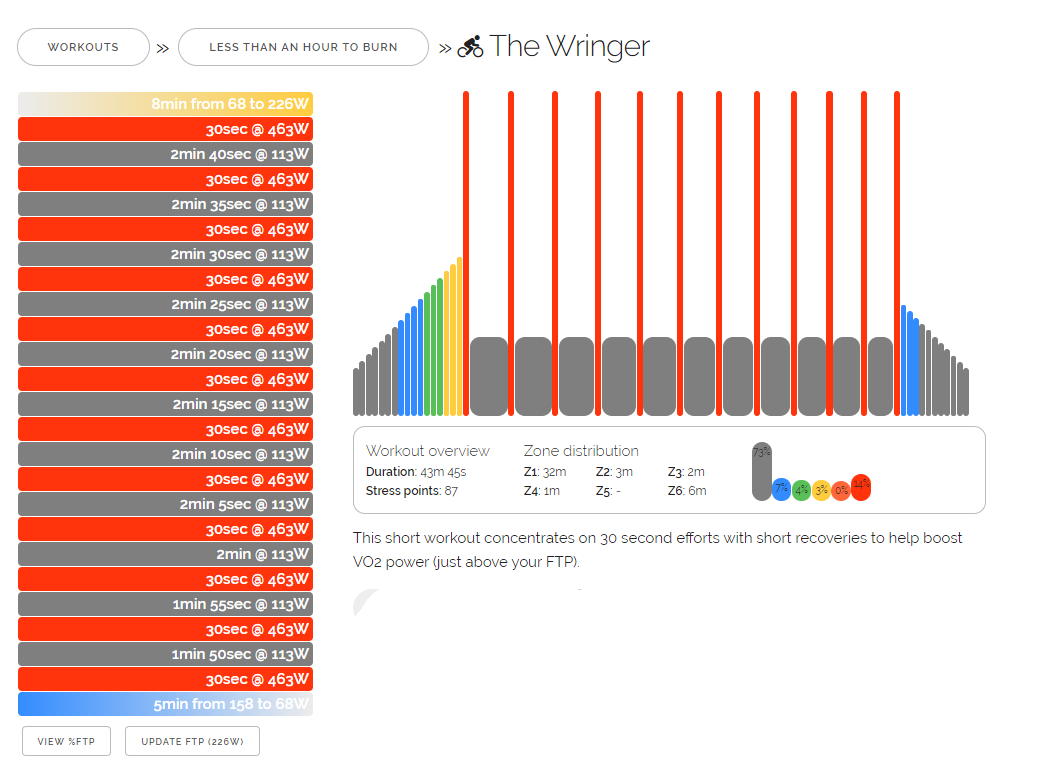 WORKOUTS » LESS THAN AN HOUR TO BURN » The Wringer
8min from 68 to 226W
30sec @ 463W
2min 40sec @ 113W
30sec @ 463W
2min 35sec @ 113W
30sec @ 463W
2min 30sec @ 113W
30sec @ 463W
2min 25sec @ 113W
30sec @ 463W
2min 20sec @ 113W
30sec @ 463W
2min 15sec @ 113W
30sec @ 463W
2min 10sec @ 113W
30sec @ 463W
2min 5sec @ 113W
30sec @ 463W
2min @ 113W
30sec @ 463W
1min 55sec @ 113W
30sec @ 463W
1min 50sec @ 113W
30sec @ 463W
5min from 158 to 68W
VIEW %FTP
UPDATE FTP (226W)
Workout overview
Duration: 43m 45s
Stress points: 87
Zone distribution
Z1: 32m Z2: 3m Z3: 2m
Z4: 1m Z5: - Z6: 6m
73%
7% 4% 3% 0% 14%
This short workout concentrates on 30 second efforts with short recoveries to help boost
VO2 power (just above your FTP).